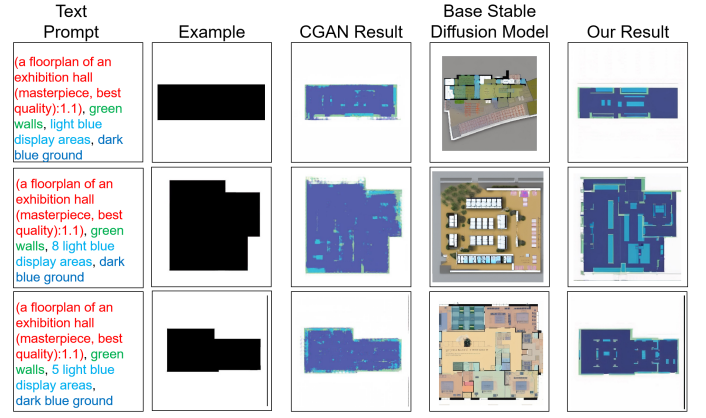 Text
Prompt
Example
CGAN Result
Base Stable
Diffusion Model
Our Result
(a floorplan of an
exhibition hall
(masterpiece, best
quality):1.1), green
walls, light blue
display areas, dark
blue ground
(a floorplan of an
exhibition hall
(masterpiece, best
quality):1.1), green
walls, 8 light blue
display areas, dark
blue ground
(a floorplan of an
exhibition hall
(masterpiece, best
quality):1.1), green
walls, 5 light blue
display areas,
dark blue ground